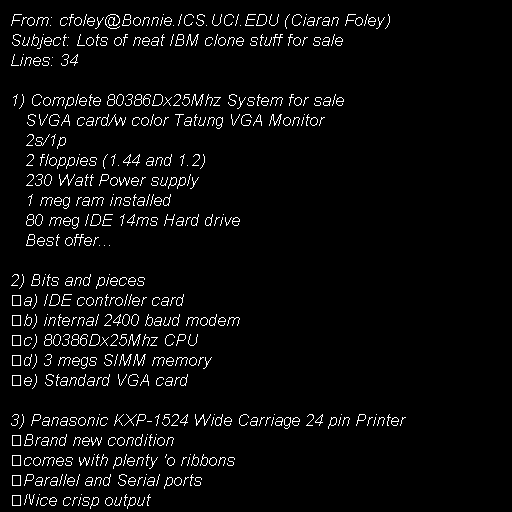 From: cfoley@Bonnie.ICS.UCI.EDU (Ciaran Foley)
Subject: Lots of neat IBM clone stuff for sale
Lines: 34

1) Complete 80386Dx25Mhz System for sale
   SVGA card/w color Tatung VGA Monitor
   2s/1p
   2 floppies (1.44 and 1.2)
   230 Watt Power supply
   1 meg ram installed
   80 meg IDE 14ms Hard drive
   Best offer...

2) Bits and pieces
□a) IDE controller card
□b) internal 2400 baud modem
□c) 80386Dx25Mhz CPU
□d) 3 megs SIMM memory
□e) Standard VGA card

3) Panasonic KXP-1524 Wide Carriage 24 pin Printer
□Brand new condition
□comes with plenty 'o ribbons
□Parallel and Serial ports
□Nice crisp output